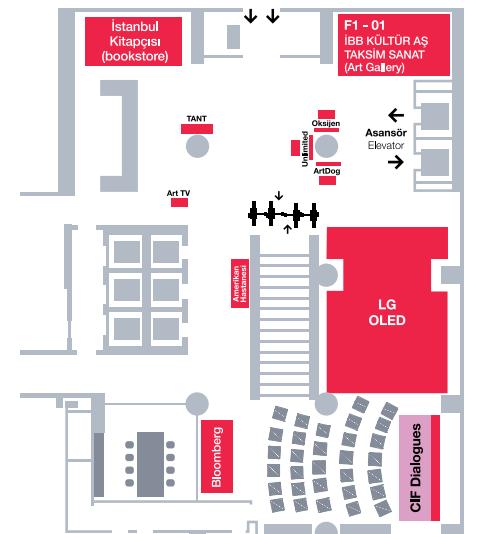 İstanbul
Kitapçısı
(bookstore)
F1 - 01
İBB KÜLTÜR AŞ
TAKSİM SANAT
(Art Gallery)
TANT
Oksijen
Unlimited
ArtDog
Asansör
Elevator
Art TV
Amerikan
Hastanesi
LG
OLED
Bloomberg
CIF Dialogues